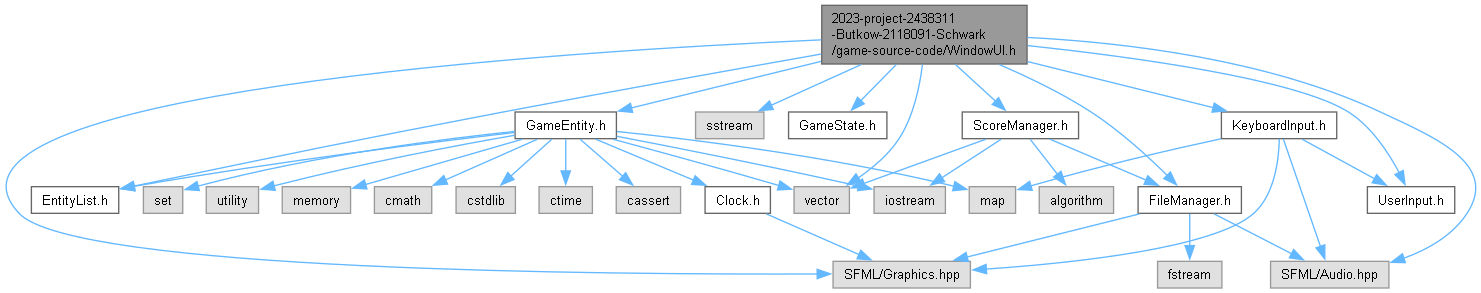 2023-project-2438311
-Butkow-2118091-Schwark
/game-source-code/WindowUI.h
GameEntity.h
sstream
GameState.h
ScoreManager.h
KeyboardInput.h
EntityList.h
set
utility
memory
cmath
cstdlib
ctime
cassert
Clock.h
vector
iostream
map
algorithm
FileManager.h
UserInput.h
SFML/Graphics.hpp
fstream
SFML/Audio.hpp